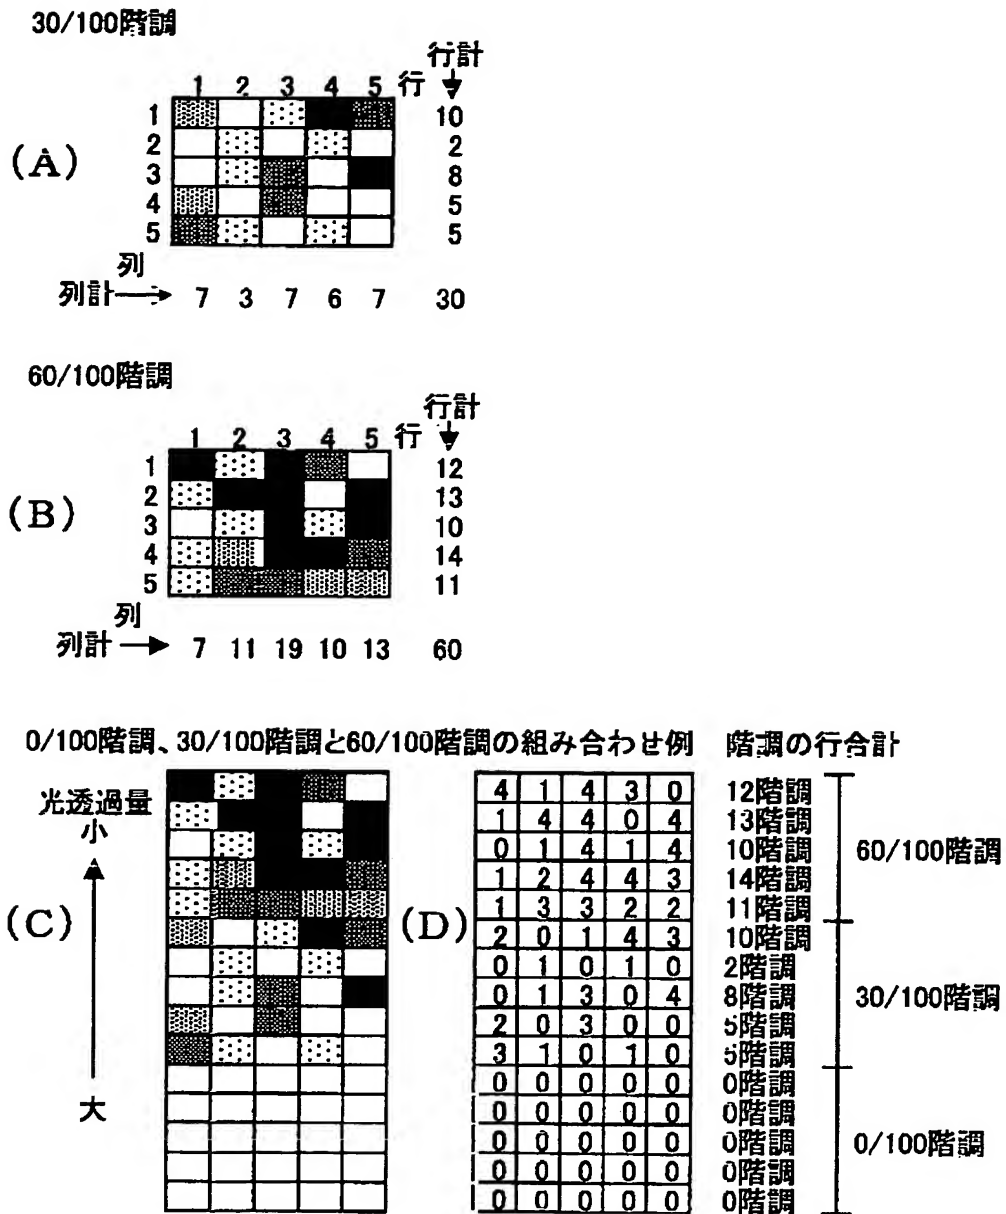 30/100階調
行計
1 2 3 4 5 行
1 10
2 2
(A) 3 8
4 5
5 5
列
列計 7 3 7 6 7 30
60/100階調
行計
1 2 3 4 5 行
1 12
2 13
(B) 3 10
4 14
5 11
列
列計 7 11 19 10 13 60
0/100階調、30/100階調と60/100階調の組み合わせ例 階調の行合計
光透過量
小
大
(C)
(D)
4 1 4 3 0 12階調
1 4 4 0 4 13階調
0 1 4 1 4 10階調 60/100階調
1 2 4 4 3 14階調
1 3 3 2 2 11階調
2 0 1 4 3 10階調
0 1 0 1 0 2階調
0 1 3 0 4 8階調 30/100階調
2 0 3 0 0 5階調
3 1 0 1 0 5階調
0 0 0 0 0 0階調
0 0 0 0 0 0階調
0 0 0 0 0 0階調 0/100階調
0 0 0 0 0 0階調
0 0 0 0 0 0階調